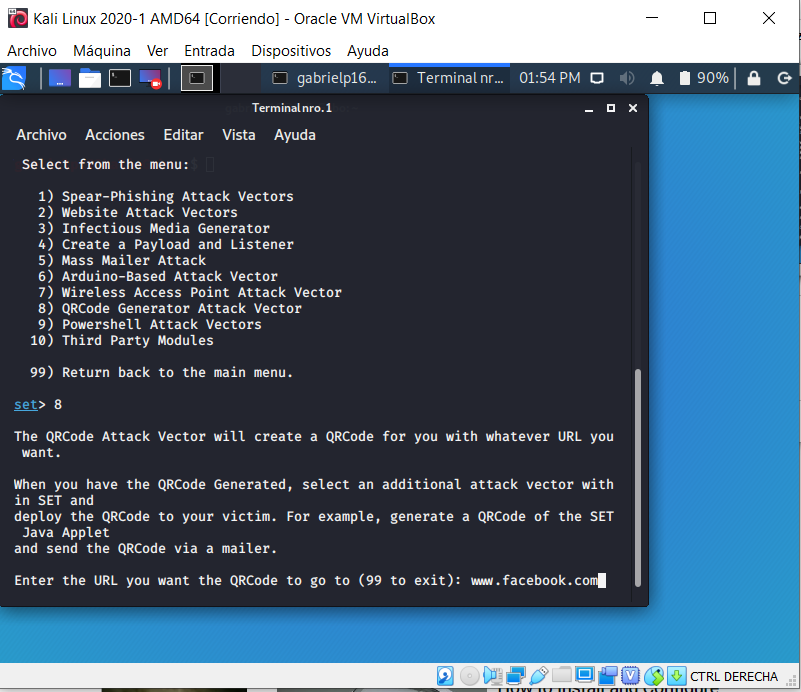 Kali Linux 2020-1 AMD64 [Corriendo] - Oracle VM VirtualBox
Archivo Máquina Ver Entrada Dispositivos Ayuda
gabrielp16... Terminal nr... 01:54 PM 90%
Terminal nro. 1
Archivo Acciones Editar Vista Ayuda
Select from the menu:
1) Spear-Phishing Attack Vectors
2) Website Attack Vectors
3) Infectious Media Generator
4) Create a Payload and Listener
5) Mass Mailer Attack
6) Arduino-Based Attack Vector
7) Wireless Access Point Attack Vector
8) QRCode Generator Attack Vector
9) Powershell Attack Vectors
10) Third Party Modules
99) Return back to the main menu.
set> 8
The QRCode Attack Vector will create a QRCode for you with whatever URL you
want.
When you have the QRCode Generated, select an additional attack vector with
in SET and
deploy the QRCode to your victim. For example, generate a QRCode of the SET
Java Applet
and send the QRCode via a mailer.
Enter the URL you want the QRCode to go to (99 to exit): www.facebook.com
CTRL DERECHA